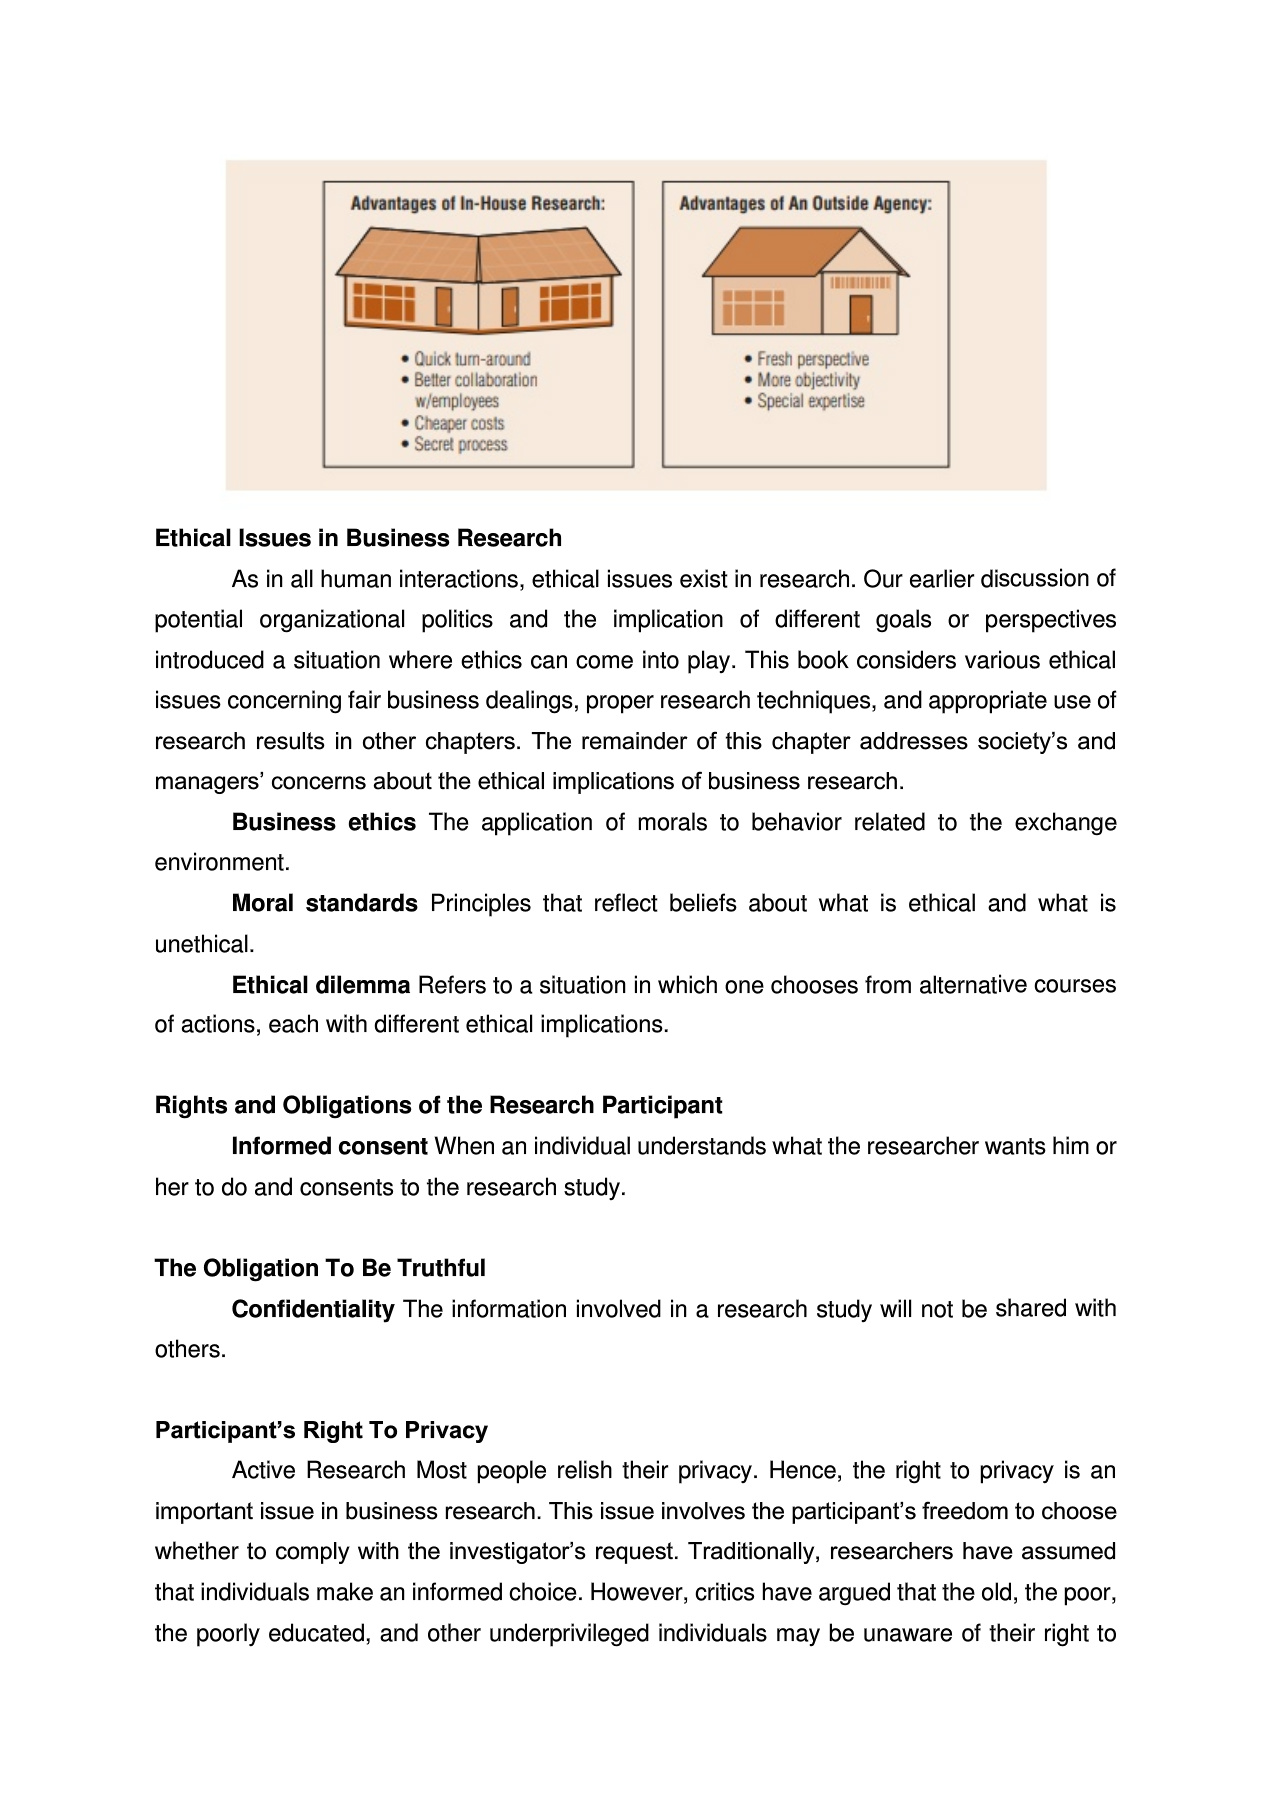 Advantages of In-House Research:
• Quick turn-around
• Better collaboration
w/employees
• Cheaper costs
• Secret process
Advantages of An Outside Agency:
• Fresh perspective
• More objectivity
• Special expertise
Ethical Issues in Business Research
As in all human interactions, ethical issues exist in research. Our earlier discussion of
potential organizational politics and the implication of different goals or perspectives
introduced a situation where ethics can come into play. This book considers various ethical
issues concerning fair business dealings, proper research techniques, and appropriate use of
research results in other chapters. The remainder of this chapter addresses society’s and
managers’ concerns about the ethical implications of business research.
Business ethics The application of morals to behavior related to the exchange
environment.
Moral standards Principles that reflect beliefs about what is ethical and what is
unethical.
Ethical dilemma Refers to a situation in which one chooses from alternative courses
of actions, each with different ethical implications.
Rights and Obligations of the Research Participant
Informed consent When an individual understands what the researcher wants him or
her to do and consents to the research study.
The Obligation To Be Truthful
Confidentiality The information involved in a research study will not be shared with
others.
Participant’s Right To Privacy
Active Research Most people relish their privacy. Hence, the right to privacy is an
important issue in business research. This issue involves the participant’s freedom to choose
whether to comply with the investigator’s request. Traditionally, researchers have assumed
that individuals make an informed choice. However, critics have argued that the old, the poor,
the poorly educated, and other underprivileged individuals may be unaware of their right to